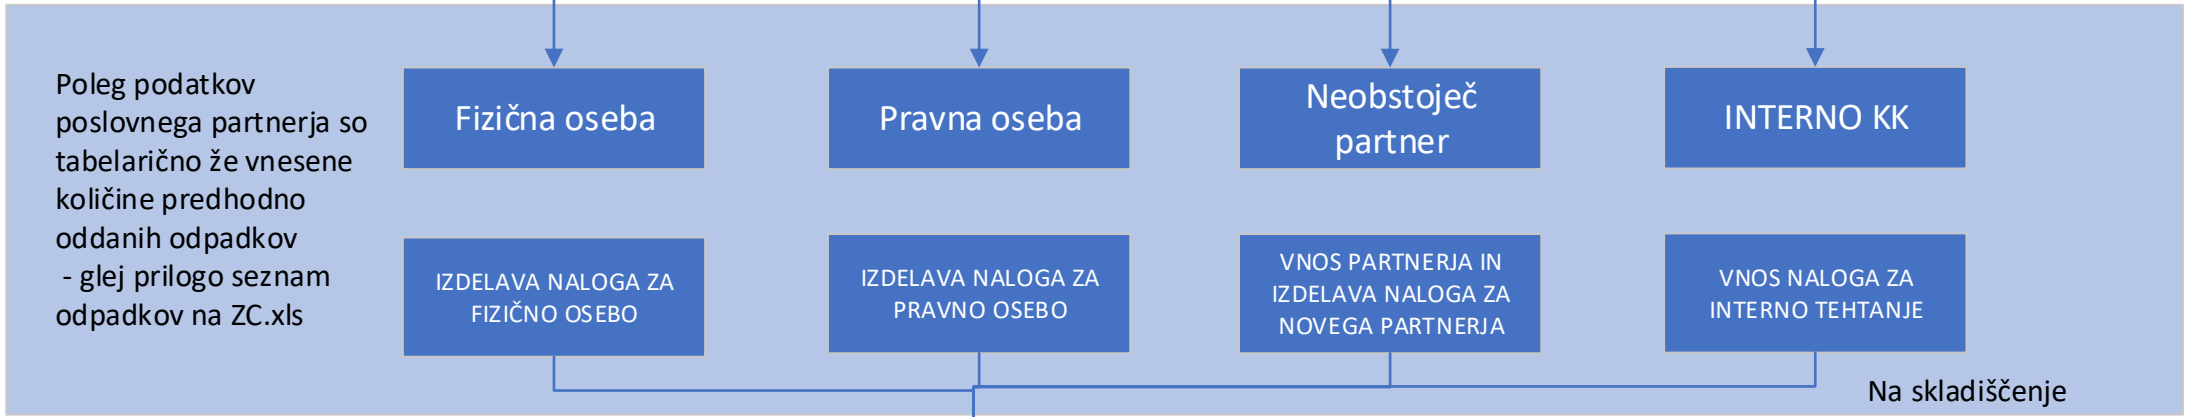 Poleg podatkov
poslovnega partnerja so
tabelarično že vnesene
količine predhodno
oddanih odpadkov
- glej prilogo seznam
odpadkov na ZC.xls
Fizična oseba
Pravna oseba
Neobstoječ
partner
INTERNO KK
IZDELAVA NALOGA ZA
FIZIČNO OSEBO
IZDELAVA NALOGA ZA
PRAVNO OSEBO
VNOS PARTNERJA IN
IZDELAVA NALOGA ZA
NOVEGA PARTNERJA
VNOS NALOGA ZA
INTERNO TEHTANJE
Na skladiščenje